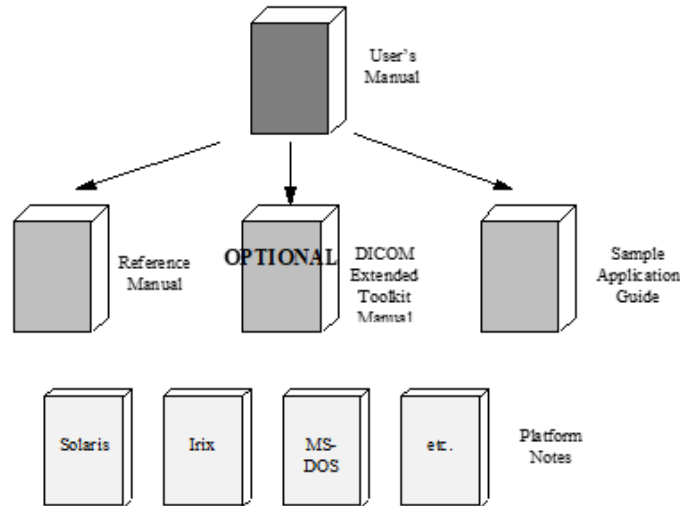 User's
Manual
Reference
Manual
OPTIONAL
DICOM
Extended
Toolkit
Manual
Sample
Application
Guide
Solaris
Irix
MS-
DOS
etc.
Platform
Notes